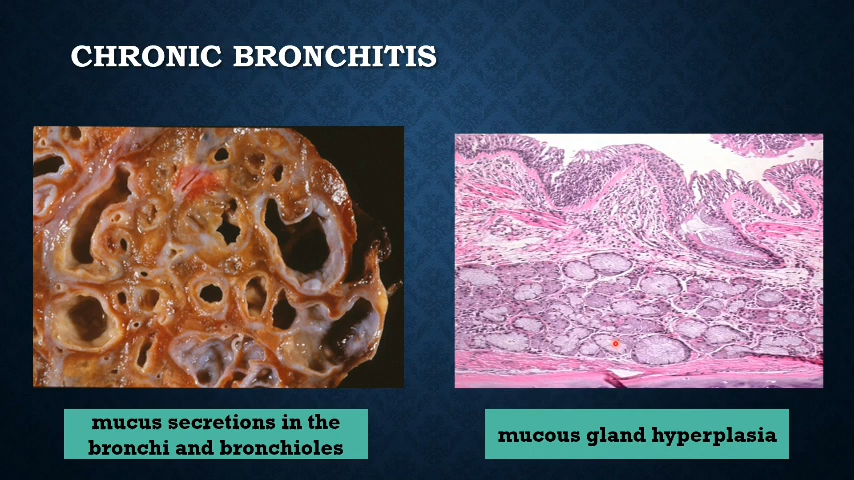 CHRONIC BRONCHITIS
mucus secretions in the
bronchi and bronchioles
mucous gland hyperplasia